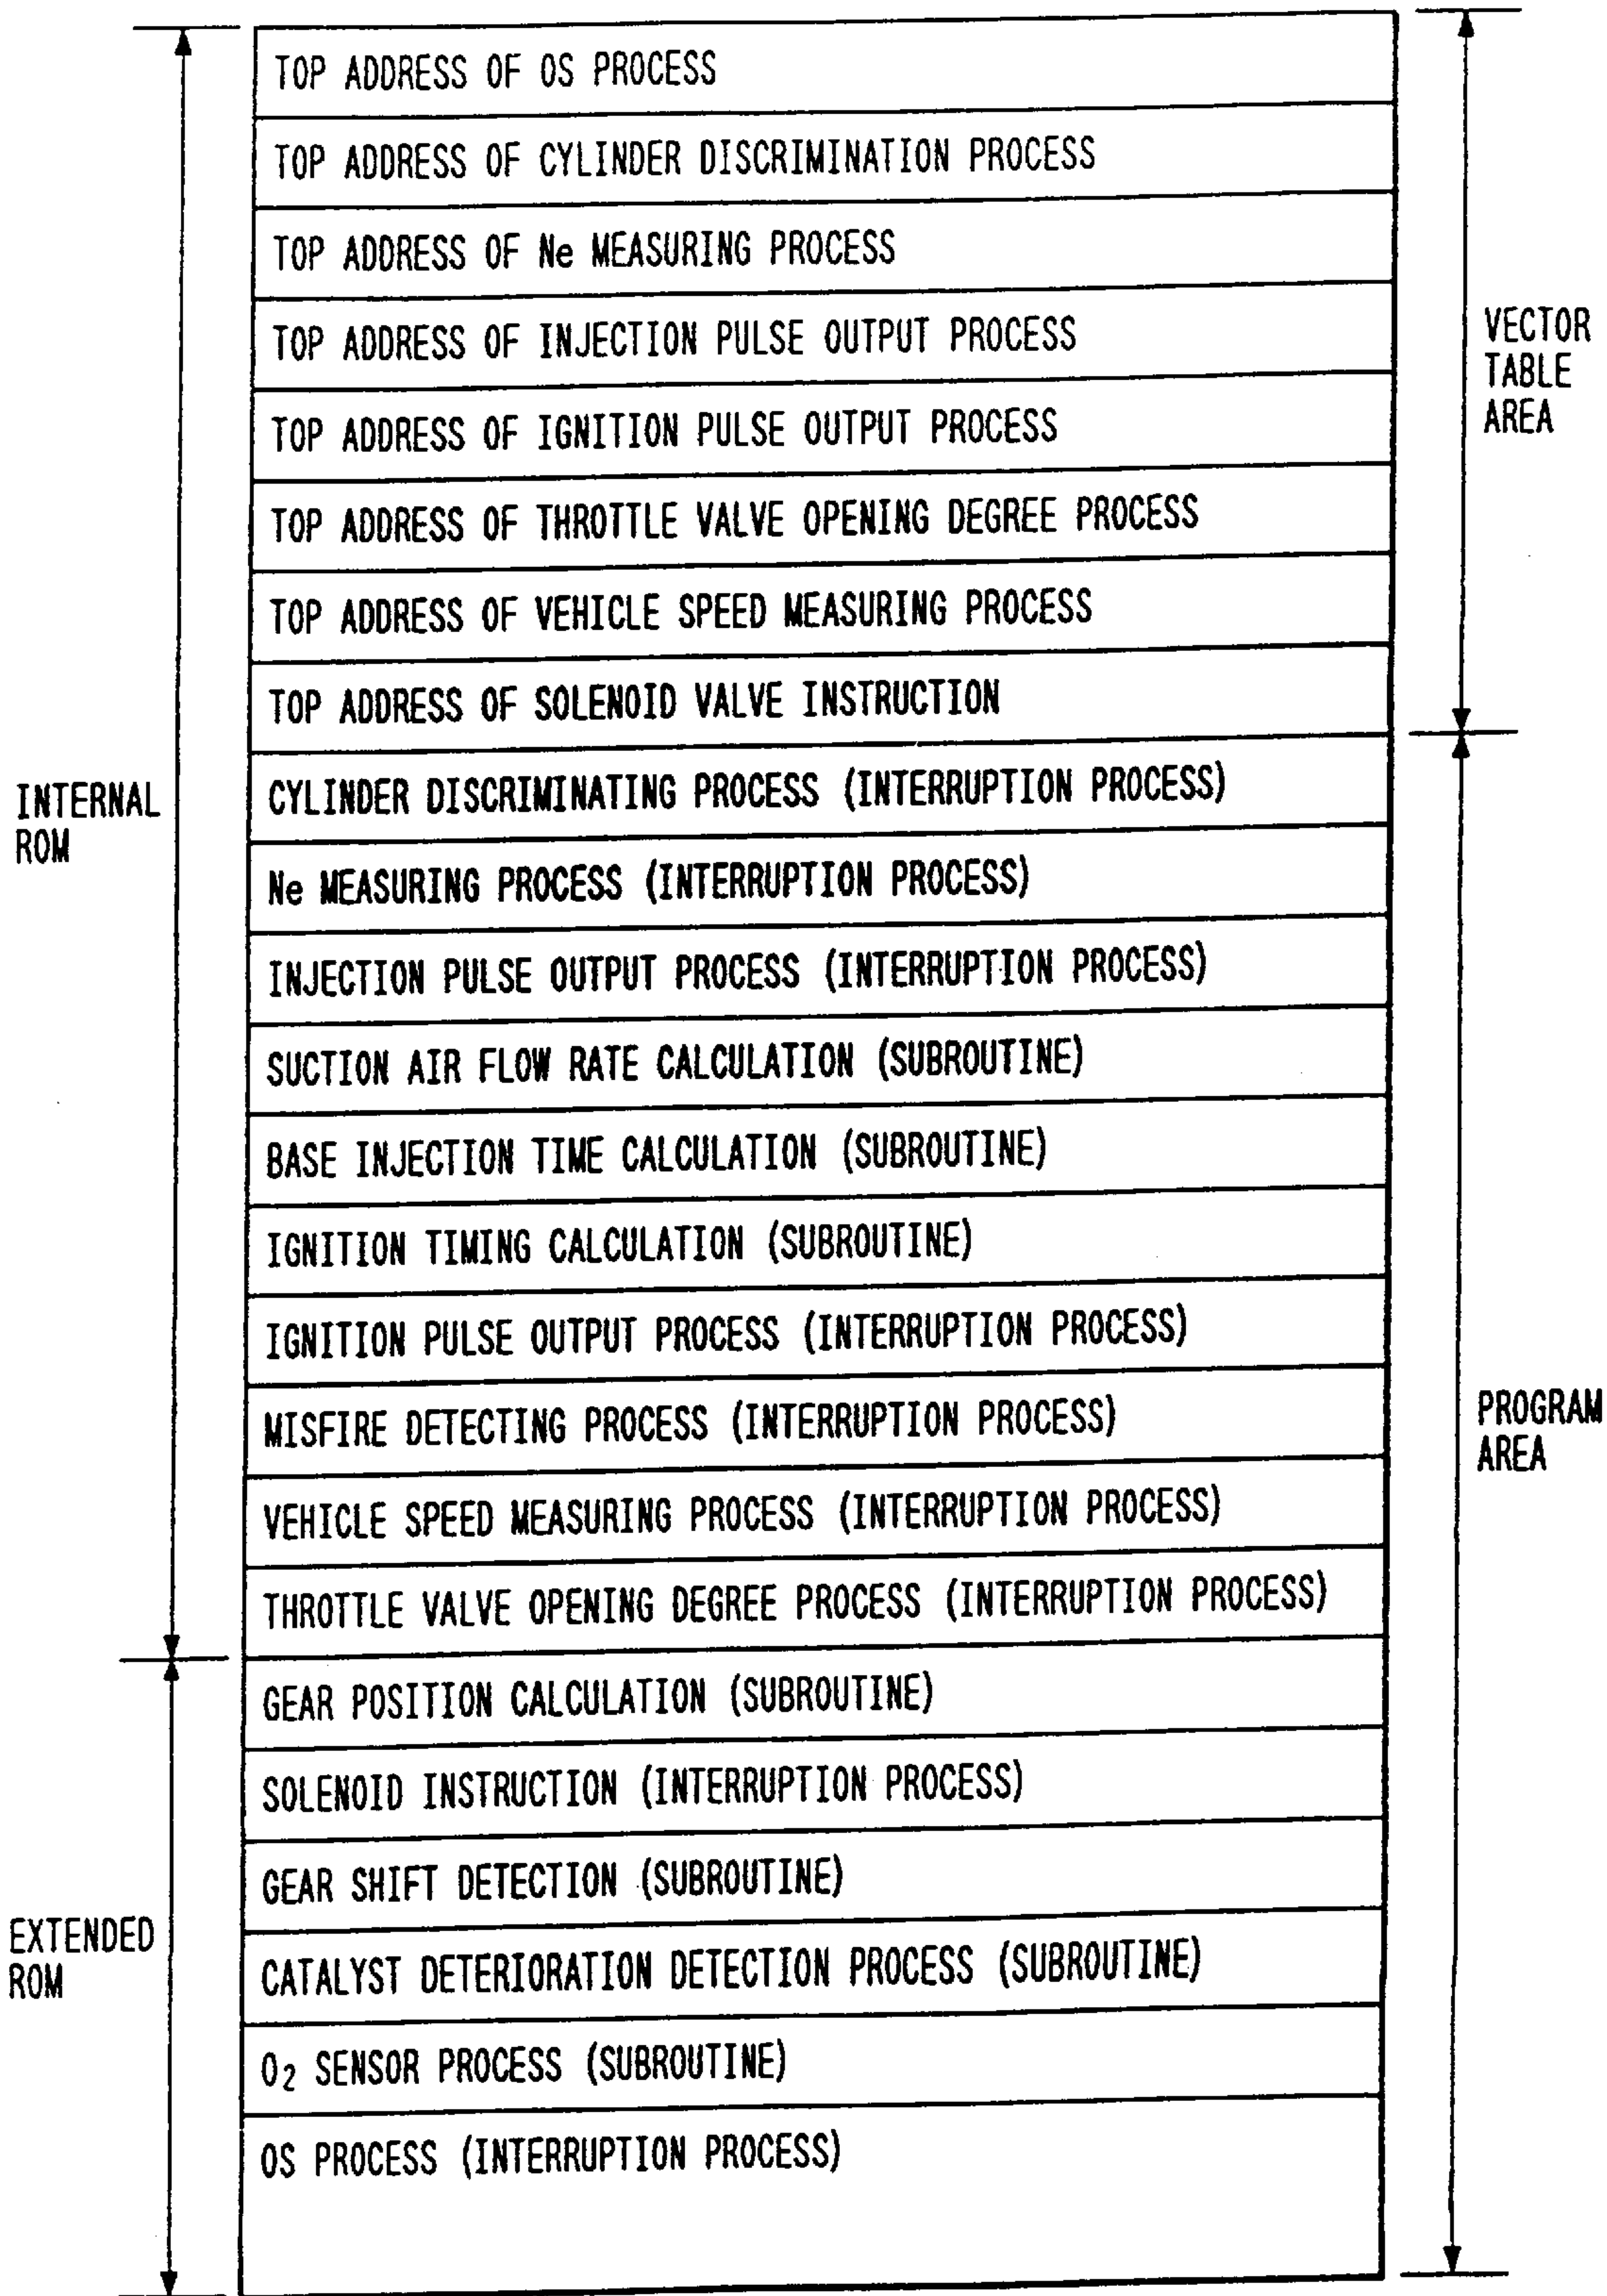 TOP ADDRESS OF OS PROCESS
TOP ADDRESS OF CYLINDER DISCRIMINATION PROCESS
TOP ADDRESS OF Ne MEASURING PROCESS
TOP ADDRESS OF INJECTION PULSE OUTPUT PROCESS
TOP ADDRESS OF IGNITION PULSE OUTPUT PROCESS
TOP ADDRESS OF THROTTLE VALVE OPENING DEGREE PROCESS
TOP ADDRESS OF VEHICLE SPEED MEASURING PROCESS
TOP ADDRESS OF SOLENOID VALVE INSTRUCTION
VECTOR
TABLE
AREA
CYLINDER DISCRIMINATING PROCESS (INTERRUPTION PROCESS)
Ne MEASURING PROCESS (INTERRUPTION PROCESS)
INJECTION PULSE OUTPUT PROCESS (INTERRUPTION PROCESS)
SUCTION AIR FLOW RATE CALCULATION (SUBROUTINE)
BASE INJECTION TIME CALCULATION (SUBROUTINE)
IGNITION TIMING CALCULATION (SUBROUTINE)
IGNITION PULSE OUTPUT PROCESS (INTERRUPTION PROCESS)
MISFIRE DETECTING PROCESS (INTERRUPTION PROCESS)
VEHICLE SPEED MEASURING PROCESS (INTERRUPTION PROCESS)
THROTTLE VALVE OPENING DEGREE PROCESS (INTERRUPTION PROCESS)
INTERNAL
ROM
GEAR POSITION CALCULATION (SUBROUTINE)
SOLENOID INSTRUCTION (INTERRUPTION PROCESS)
GEAR SHIFT DETECTION (SUBROUTINE)
CATALYST DETERIORATION DETECTION PROCESS (SUBROUTINE)
O2 SENSOR PROCESS (SUBROUTINE)
OS PROCESS (INTERRUPTION PROCESS)
EXTENDED
ROM
PROGRAM
AREA